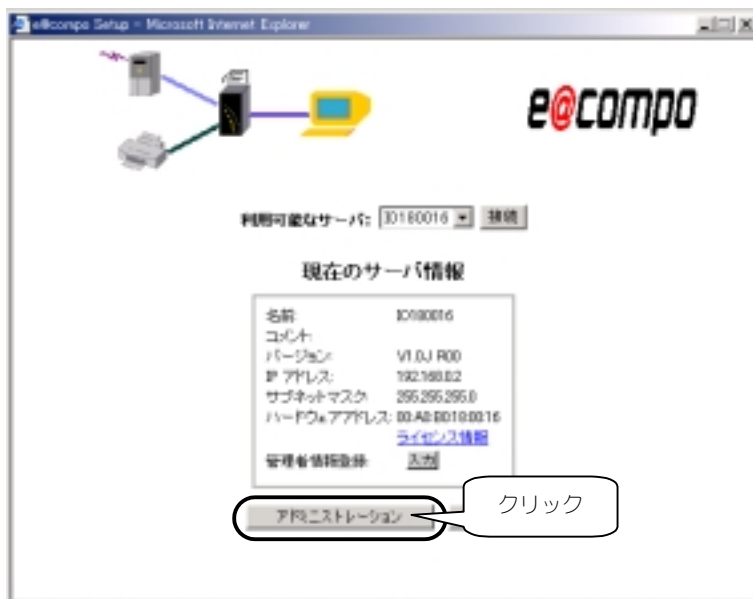 e@compo Setup - Microsoft Internet Explorer
e@compo
利用可能なサーバ: IO180016 接続
現在のサーバ情報
名前: IO180016
コメント:
バージョン: V1.0J R00
IP アドレス: 192.168.0.2
サブネットマスク: 255.255.255.0
ハードウェアアドレス: 00:A0:B0:18:00:16
ライセンス情報
管理者情報登録: 入力
アドミニストレーション
クリック